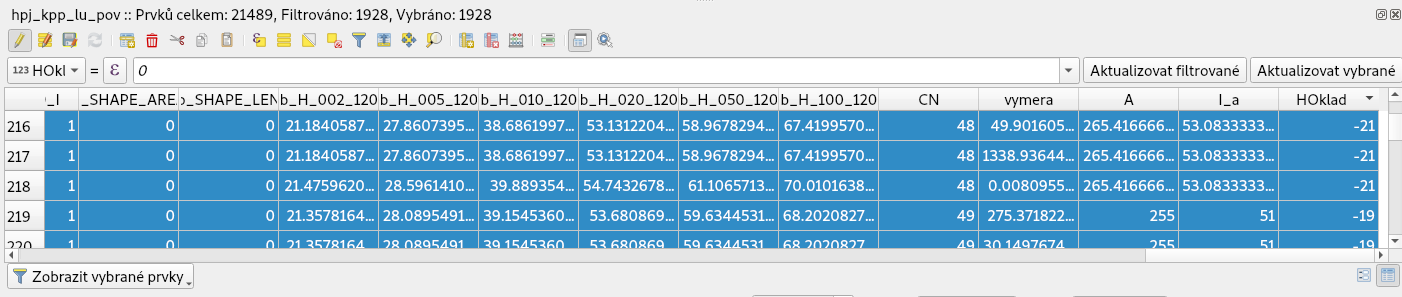 hpj_kpp_lu_pov :: Prvků celkem: 21489, Filtrováno: 1928, Vybráno: 1928
123 HOkl = ε 0 Aktualizovat filtrované Aktualizovat vybrané
_I _SHAPE_ARE _SHAPE_LEN b_H_002_120 b_H_005_120 b_H_010_120 b_H_020_120 b_H_050_120 b_H_100_120 CN vymera A I_a HOklad
216 1 0 0 21.1840587... 27.8607395... 38.6861997... 53.1312204... 58.9678294... 67.4199570... 48 49.901605... 265.416666... 53.0833333... -21
217 1 0 0 21.1840587... 27.8607395... 38.6861997... 53.1312204... 58.9678294... 67.4199570... 48 1338.93644... 265.416666... 53.0833333... -21
218 1 0 0 21.4759620... 28.5961410... 39.889354... 54.7432678... 61.1065713... 70.0101638... 48 0.0080955... 265.416666... 53.0833333... -21
219 1 0 0 21.3578164... 28.0895491... 39.1545360... 53.680869... 59.6344531... 68.2020827... 49 275.371822... 255 51 -19
220 1 0 0 21.3578164... 28.0895491... 39.1545360... 53.680869... 59.6344531... 68.2020827... 49 30.1497674... 255 51 -19
Zobrazit vybrané prvky